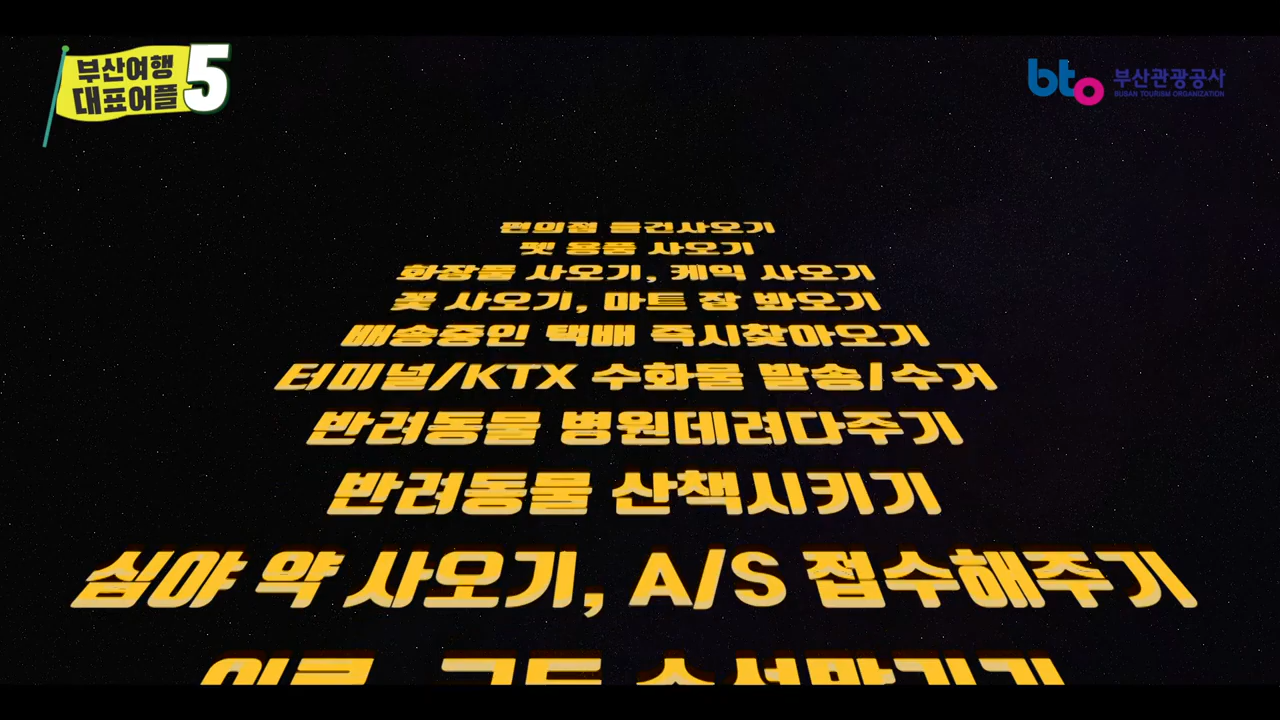 부산여행
대표어플 5
bto 부산관광공사
BUSAN TOURISM ORGANIZATION
편의점 물건사오기
펫 용품 사오기
화장품 사오기, 케익 사오기
꽃 사오기, 마트 장 봐오기
배송중인 택배 즉시찾아오기
터미널/KTX 수화물 발송/수거
반려동물 병원데려다주기
반려동물 산책시키기
심야 약 사오기, A/S 접수해주기